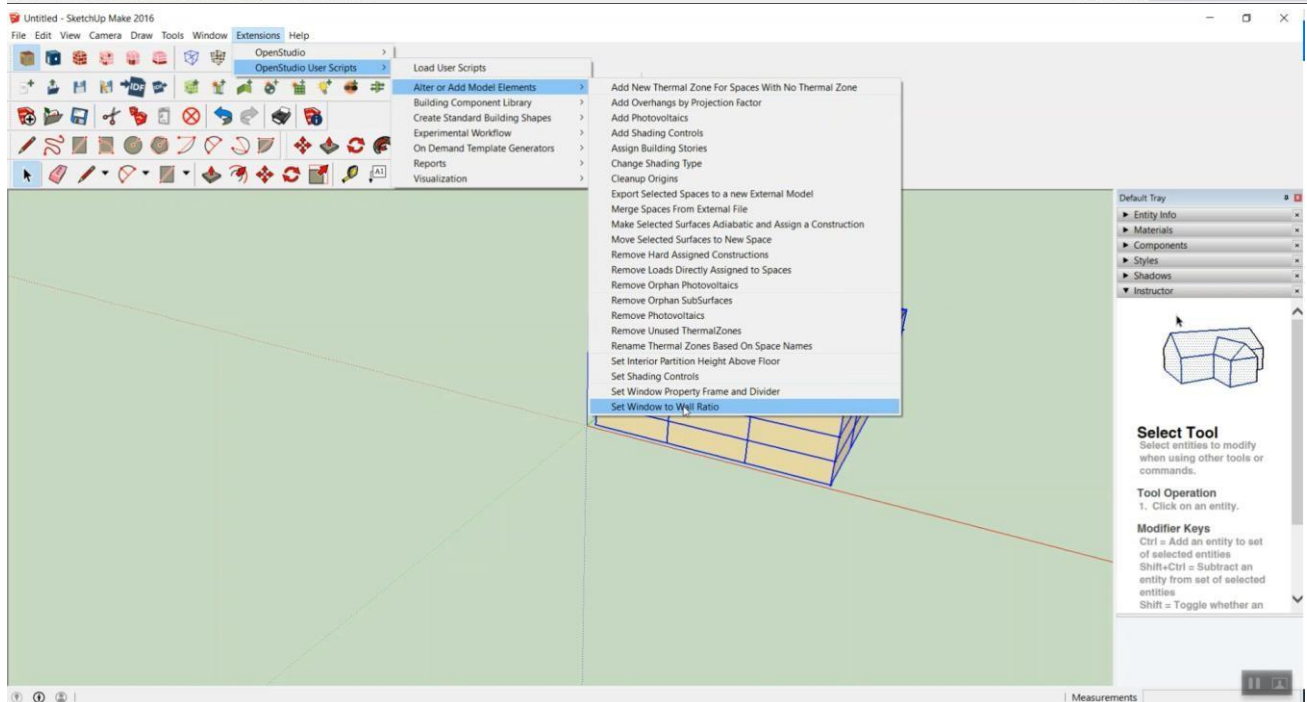 Untitled - SketchUp Make 2016
File Edit View Camera Draw Tools Window Extensions Help
OpenStudio
OpenStudio User Scripts
Load User Scripts
Alter or Add Model Elements
Building Component Library
Create Standard Building Shapes
Experimental Workflow
On Demand Template Generators
Reports
Visualization
Add New Thermal Zone For Spaces With No Thermal Zone
Add Overhangs by Projection Factor
Add Photovoltaics
Add Shading Controls
Assign Building Stories
Change Shading Type
Cleanup Origins
Export Selected Spaces to a new External Model
Merge Spaces From External File
Make Selected Surfaces Adiabatic and Assign a Construction
Move Selected Surfaces to New Space
Remove Hard Assigned Constructions
Remove Loads Directly Assigned to Spaces
Remove Orphan Photovoltaics
Remove Orphan SubSurfaces
Remove Photovoltaics
Remove Unused ThermalZones
Rename Thermal Zones Based On Space Names
Set Interior Partition Height Above Floor
Set Shading Controls
Set Window Property Frame and Divider
Set Window to Wall Ratio
IDF
A1
Default Tray
Entity Info
Materials
Components
Styles
Shadows
Instructor
Select Tool
Select entities to modify
when using other tools or
commands.
Tool Operation
1. Click on an entity.
Modifier Keys
Ctrl = Add an entity to set
of selected entities
Shift+Ctrl = Subtract an
entity from set of selected
entities
Shift = Toggle whether an
Measurements